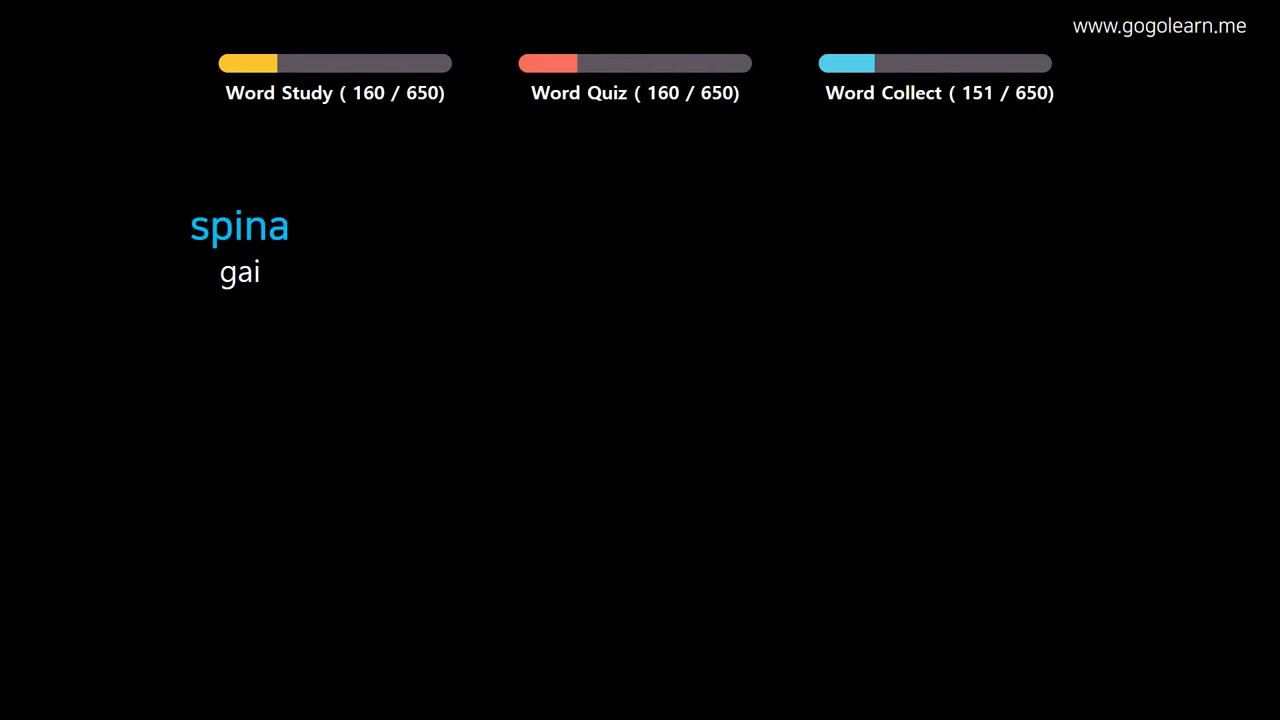 www.gogolearn.me
Word Study ( 160 / 650)
Word Quiz ( 160 / 650)
Word Collect ( 151 / 650)
spina
gai